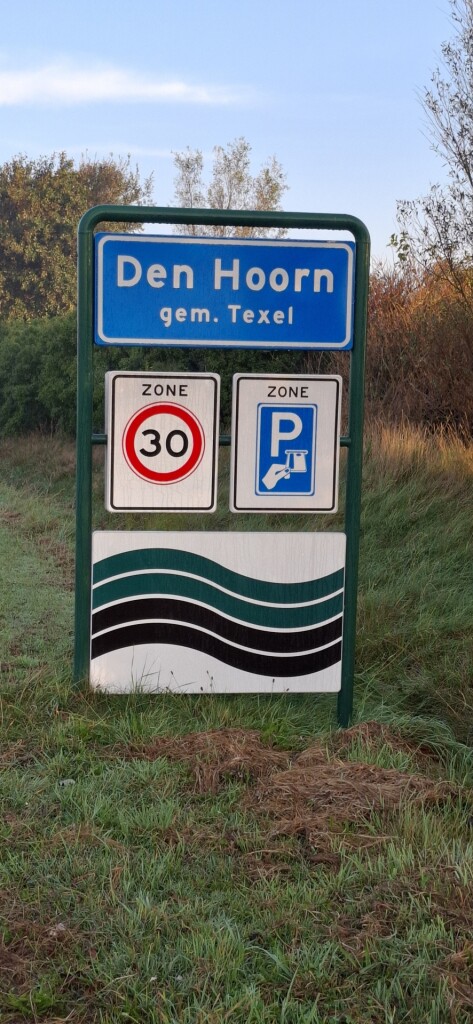 Den Hoorn
gem. Texel
ZONE
30
ZONE
P